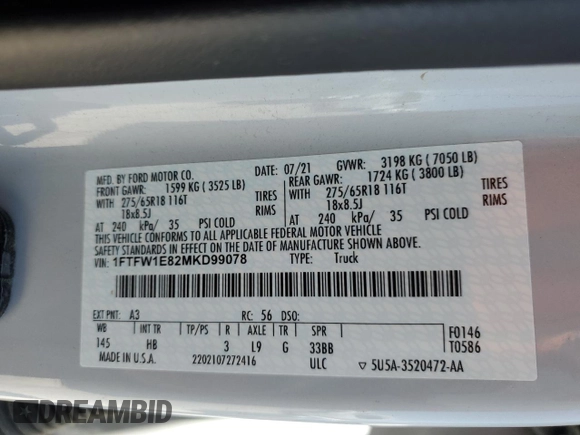 MFD. BY FORD MOTOR CO.
DATE: 07/21 GVWR: 3198 KG ( 7050 LB)
FRONT GAWR: 1599 KG ( 3525 LB)
REAR GAWR: 1724 KG ( 3800 LB)
WITH 275/65R18 116T TIRES WITH 275/65R18 116T TIRES
18x8.5J RIMS 18x8.5J RIMS
AT 240 kPa/ 35 PSI COLD AT 240 kPa/ 35 PSI COLD
THIS VEHICLE CONFORMS TO ALL APPLICABLE FEDERAL MOTOR VEHICLE
SAFETY STANDARDS IN EFFECT ON THE DATE OF MANUFACTURE SHOWN ABOVE.
VIN: 1FTFW1E82MKD99078 TYPE: Truck
EXT PNT: A3 RC: 56 DSO:
WB INT TR TP/PS R AXLE TR SPR F0146
145 HB 3 L9 G 33BB T0586
MADE IN U.S.A. 2202107272416 ULC 5U5A-3520472-AA
DREAMBID